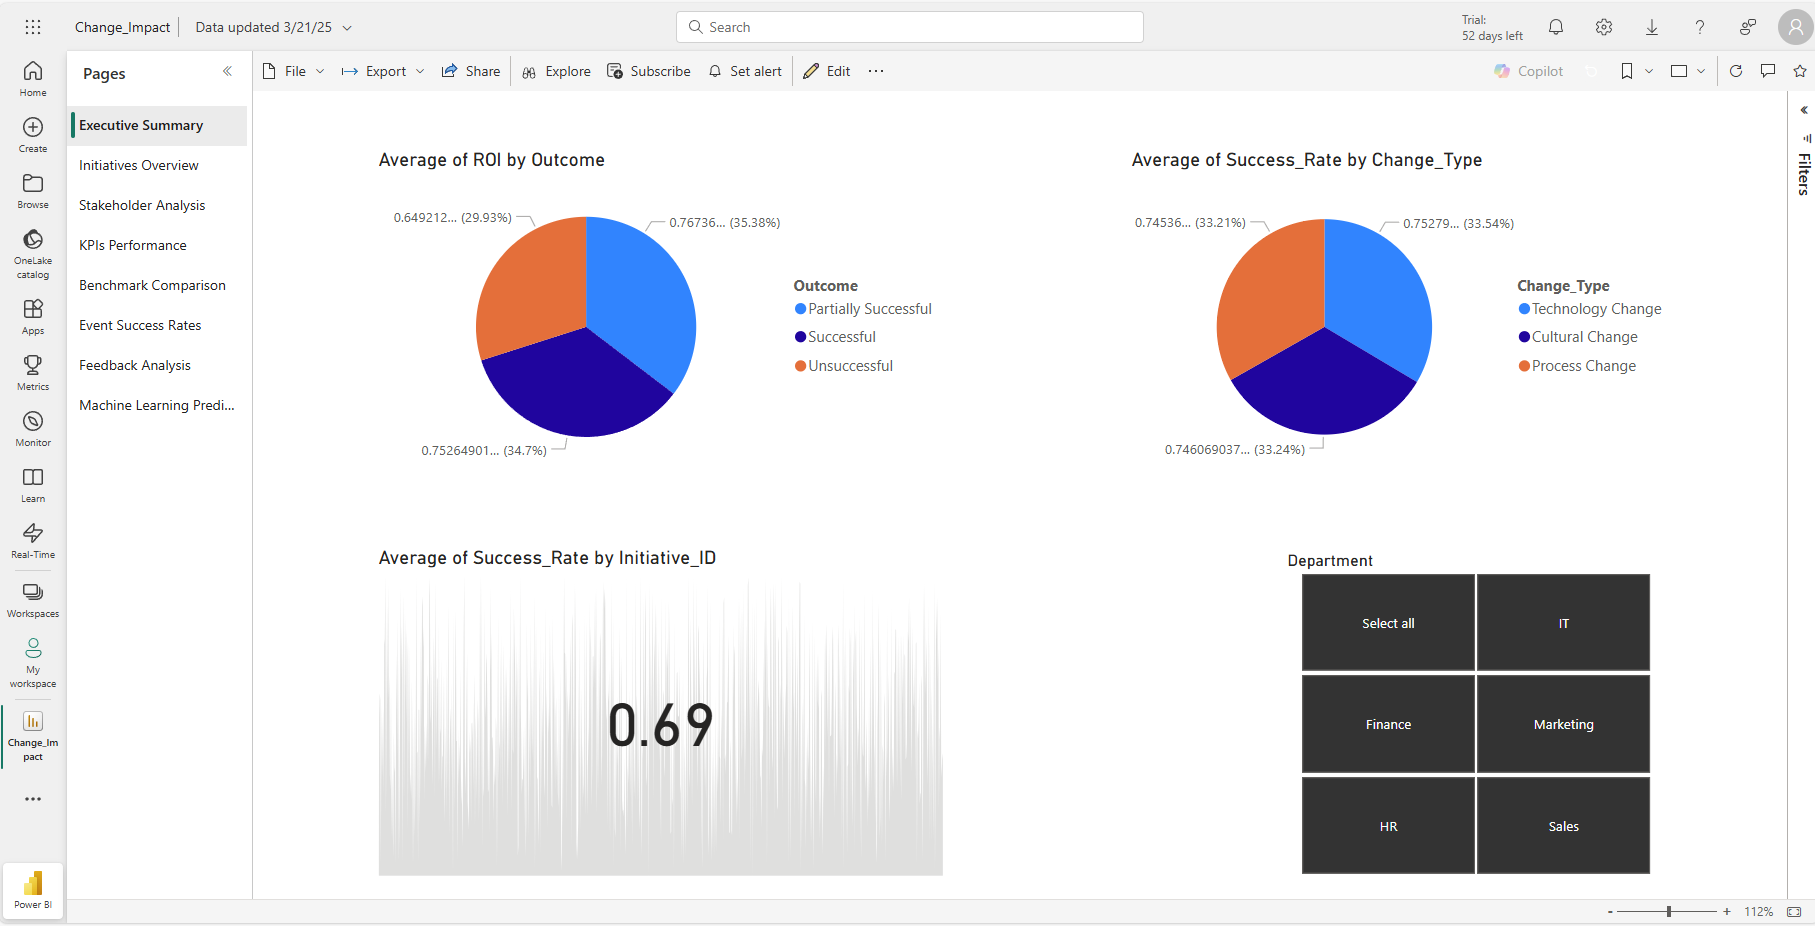 Change_Impact
Data updated 3/21/25
Search
Trial:
52 days left
Home
Create
Browse
OneLake
catalog
Apps
Metrics
Monitor
Learn
Real-Time
Workspaces
My
workspace
Change_Im
pact
Power BI
Pages
Executive Summary
Initiatives Overview
Stakeholder Analysis
KPIs Performance
Benchmark Comparison
Event Success Rates
Feedback Analysis
Machine Learning Predi...
File
Export
Share
Explore
Subscribe
Set alert
Edit
Copilot
Filters
Average of ROI by Outcome
0.649212... (29.93%)
0.76736... (35.38%)
0.75264901... (34.7%)
Outcome
Partially Successful
Successful
Unsuccessful
Average of Success_Rate by Change_Type
0.74536... (33.21%)
0.75279... (33.54%)
0.746069037... (33.24%)
Change_Type
Technology Change
Cultural Change
Process Change
Average of Success_Rate by Initiative_ID
0.69
Department
Select all
IT
Finance
Marketing
HR
Sales
- + 112%